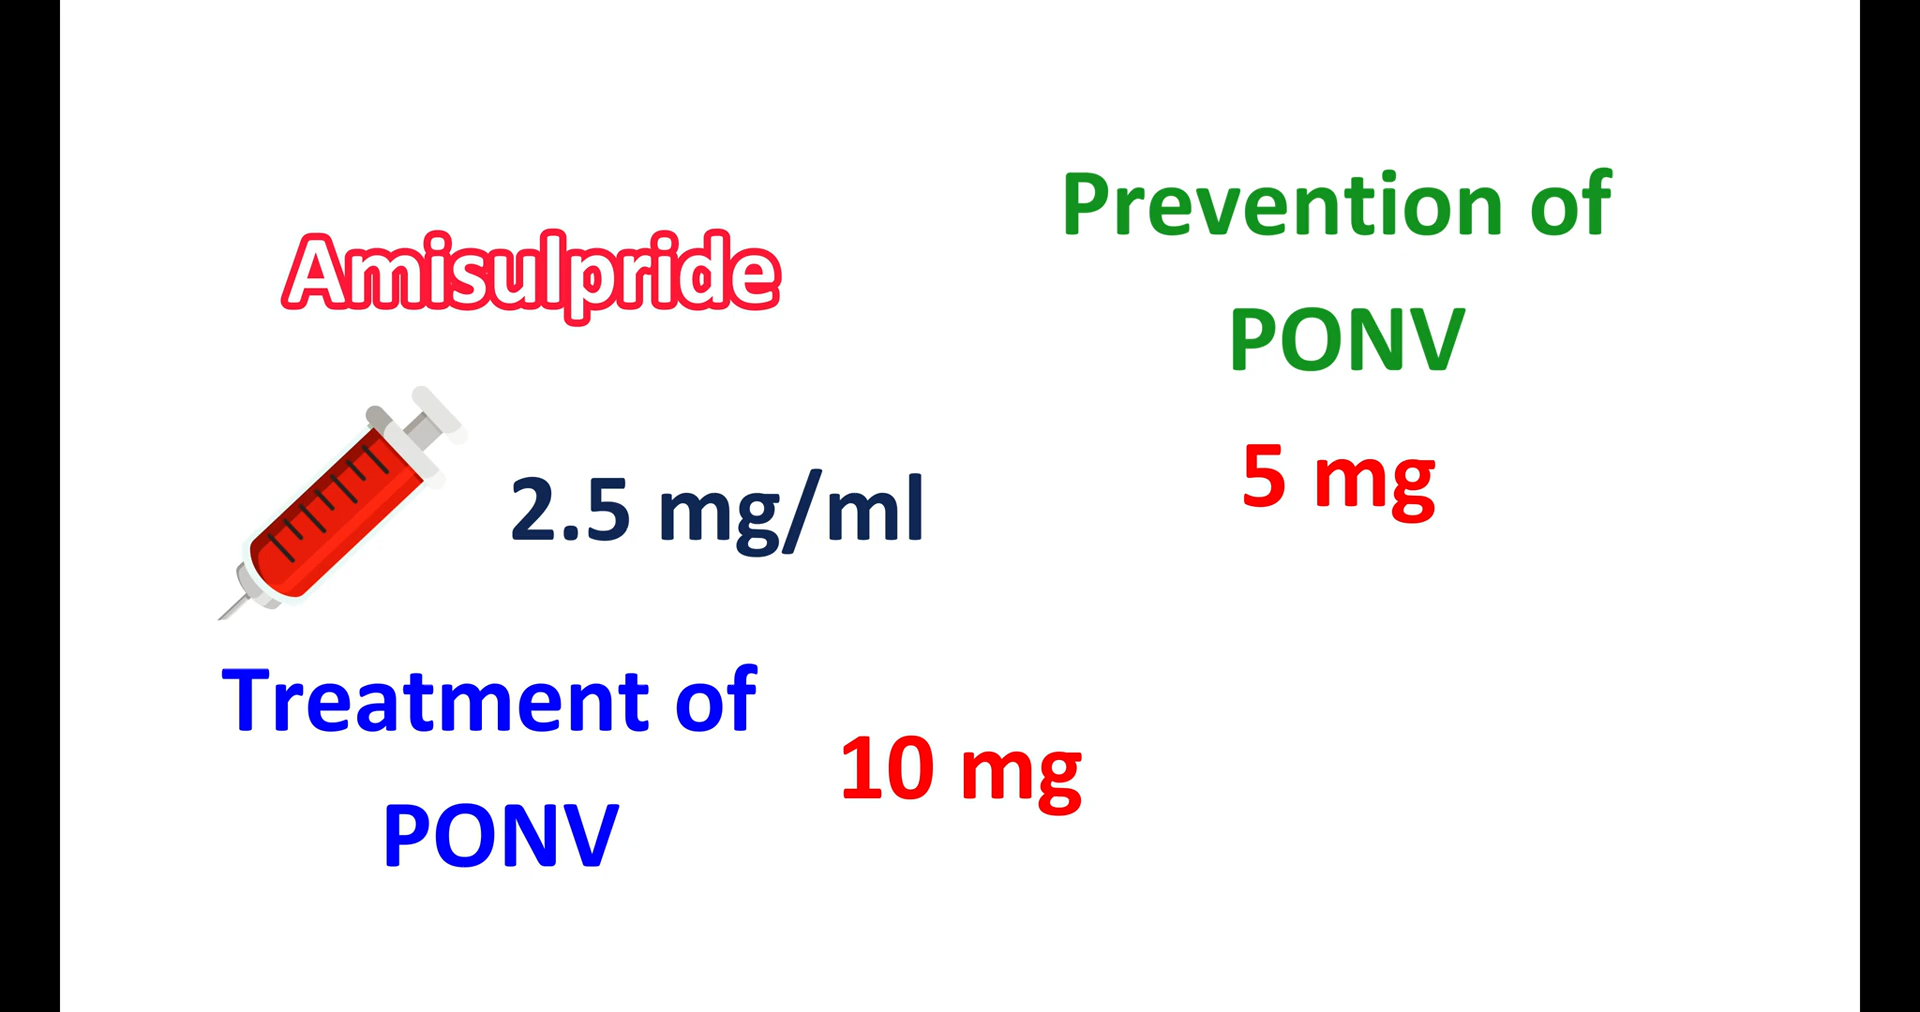 Amisulpride
2.5 mg/ml
Prevention of
PONV
5 mg
Treatment of
PONV
10 mg